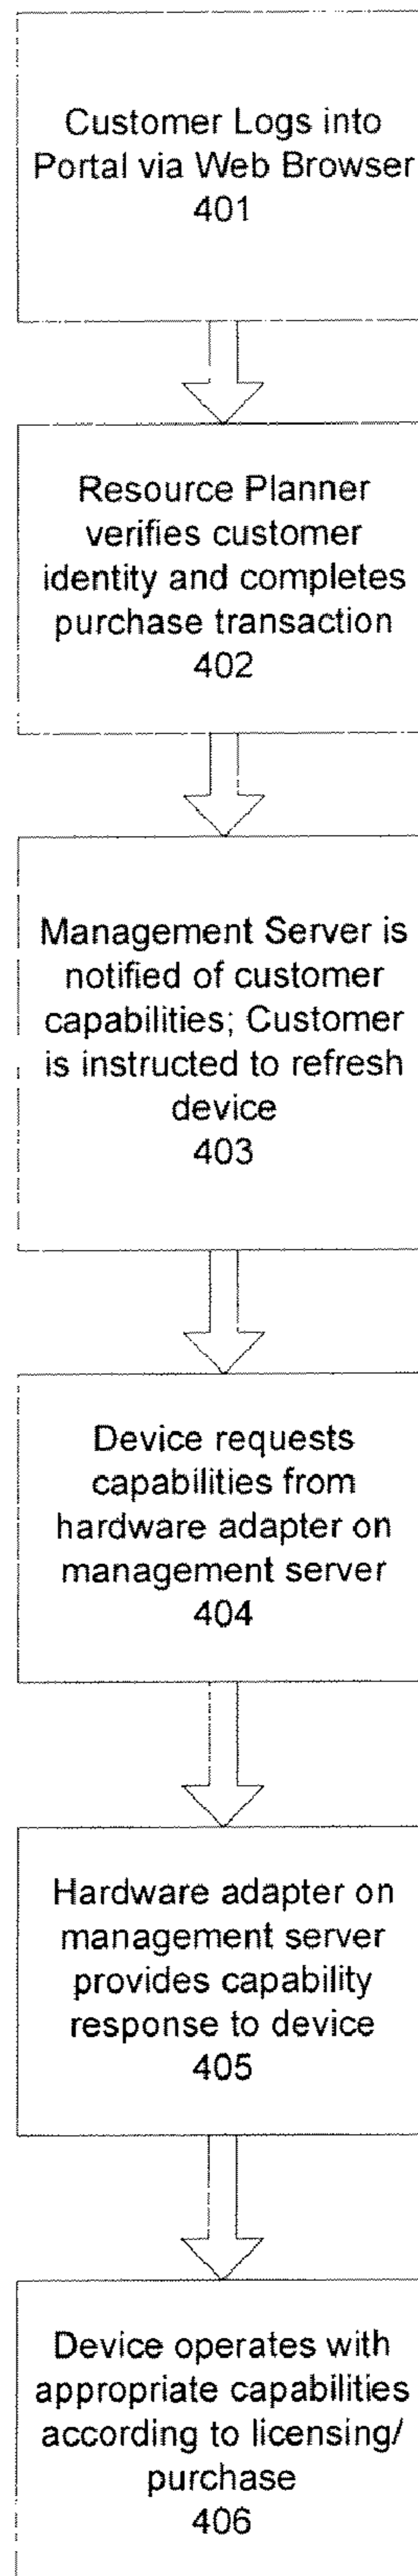 Customer Logs into
Portal via Web Browser
401
Resource Planner
verifies customer
identity and completes
purchase transaction
402
Management Server is
notified of customer
capabilities; Customer
is instructed to refresh
device
403
Device requests
capabilities from
hardware adapter on
management server
404
Hardware adapter on
management server
provides capability
response to device
405
Device operates with
appropriate capabilities
according to licensing/
purchase
406